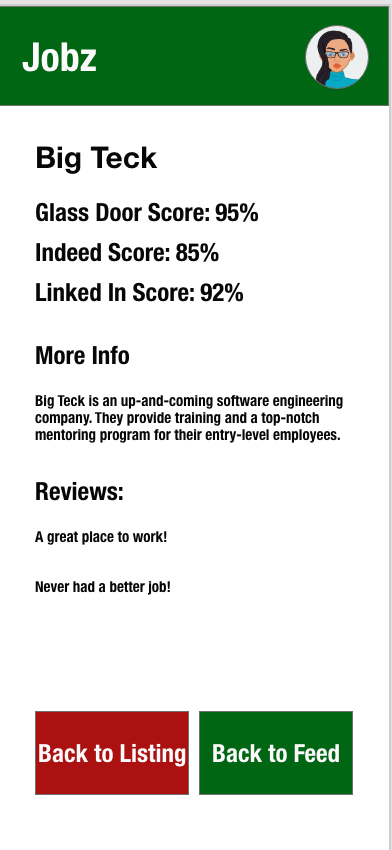 Jobz
Big Teck
Glass Door Score: 95%
Indeed Score: 85%
Linked In Score: 92%
More Info
Big Teck is an up-and-coming software engineering
company. They provide training and a top-notch
mentoring program for their entry-level employees.
Reviews:
A great place to work!
Never had a better job!
Back to Listing
Back to Feed